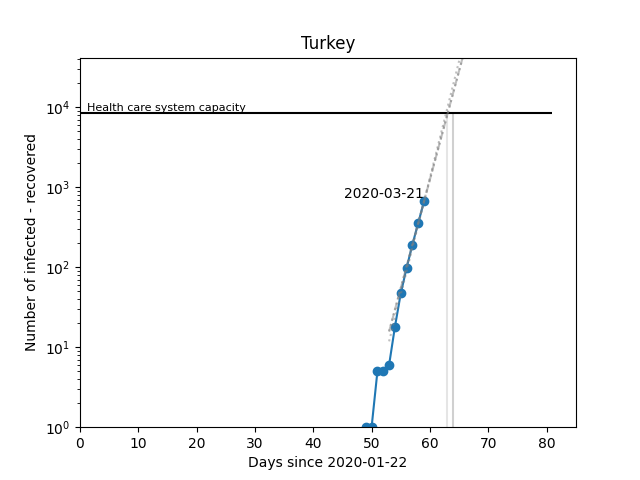 Turkey
Number of infected - recovered
10⁴
10³
10²
10¹
10⁰
Health care system capacity
2020-03-21
0 10 20 30 40 50 60 70 80
Days since 2020-01-22